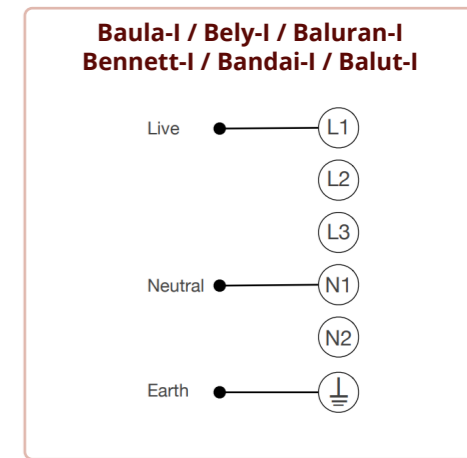 Baula-I / Bely-I / Baluran-I
Bennett-I / Bandai-I / Balut-I
Live L1
L2
L3
Neutral N1
N2
Earth